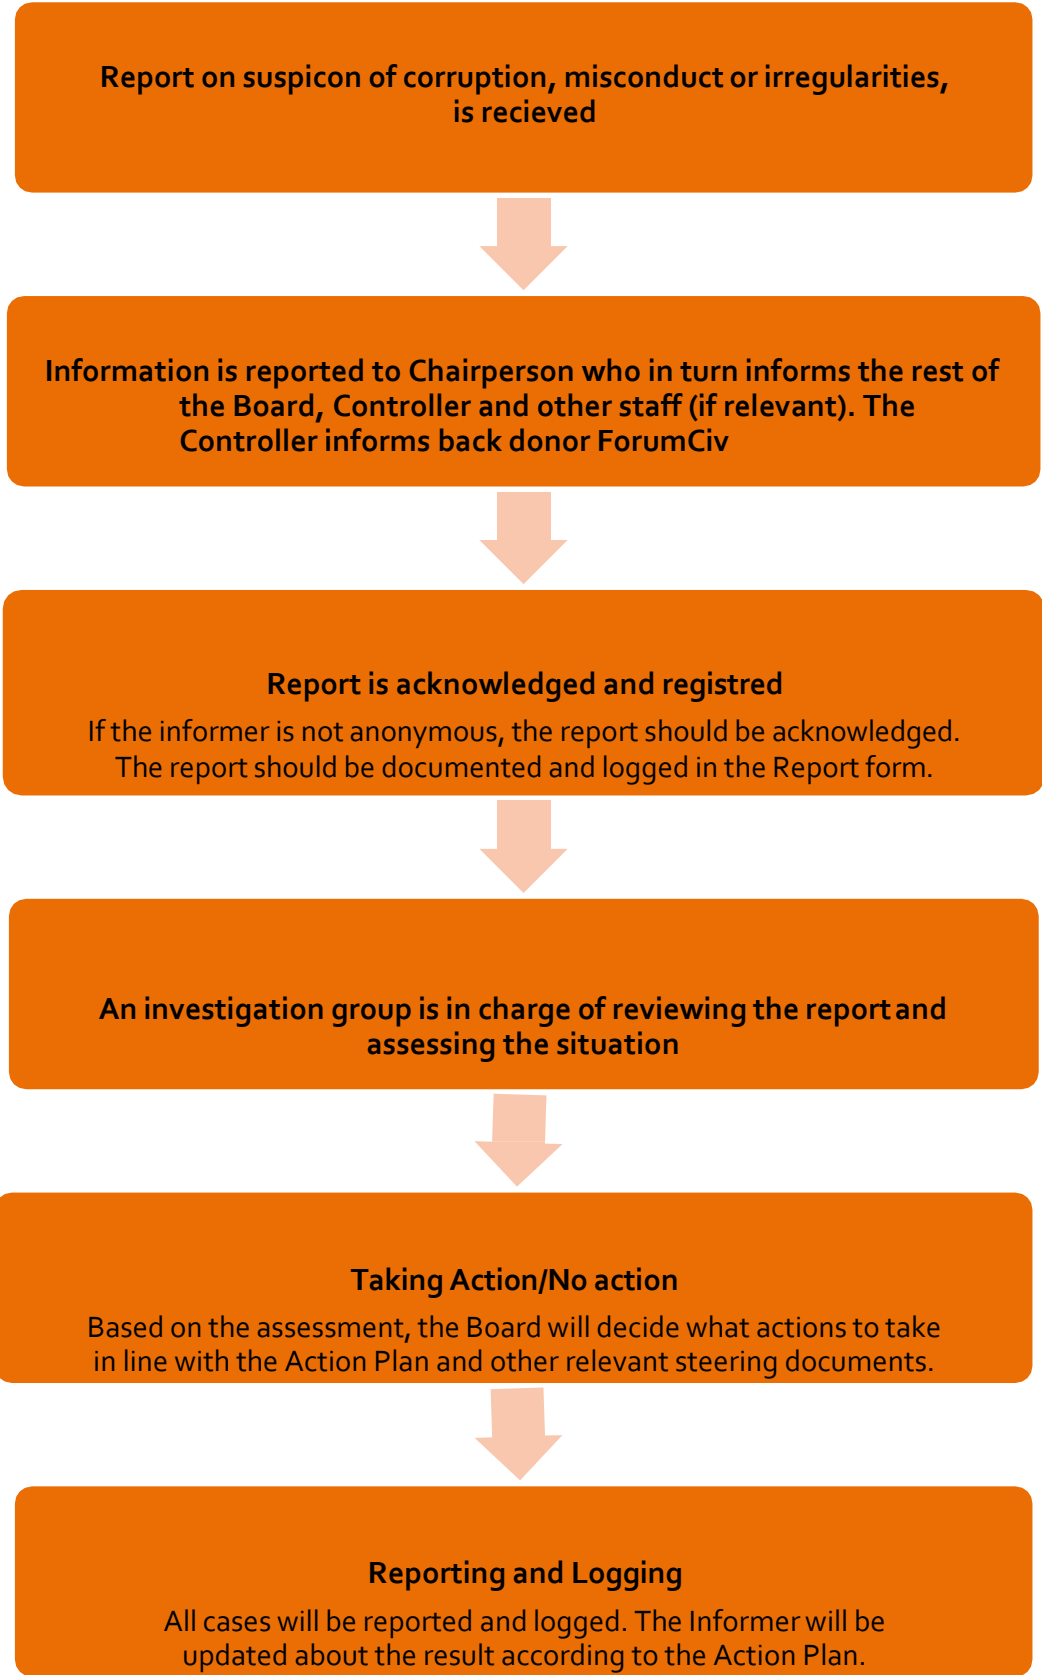 Report on suspicon of corruption, misconduct or irregularities,
is recieved
Information is reported to Chairperson who in turn informs the rest of
the Board, Controller and other staff (if relevant). The
Controller informs back donor ForumCiv
Report is acknowledged and registred
If the informer is not anonymous, the report should be acknowledged.
The report should be documented and logged in the Report form.
An investigation group is in charge of reviewing the report and
assessing the situation
Taking Action/No action
Based on the assessment, the Board will decide what actions to take
in line with the Action Plan and other relevant steering documents.
Reporting and Logging
All cases will be reported and logged. The Informer will be
updated about the result according to the Action Plan.